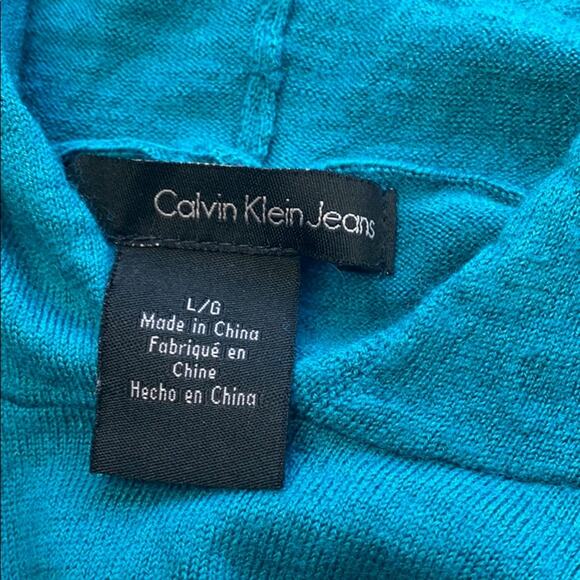 Calvin Klein Jeans
L/G
Made in China
Fabriqué en
Chine
Hecho en China